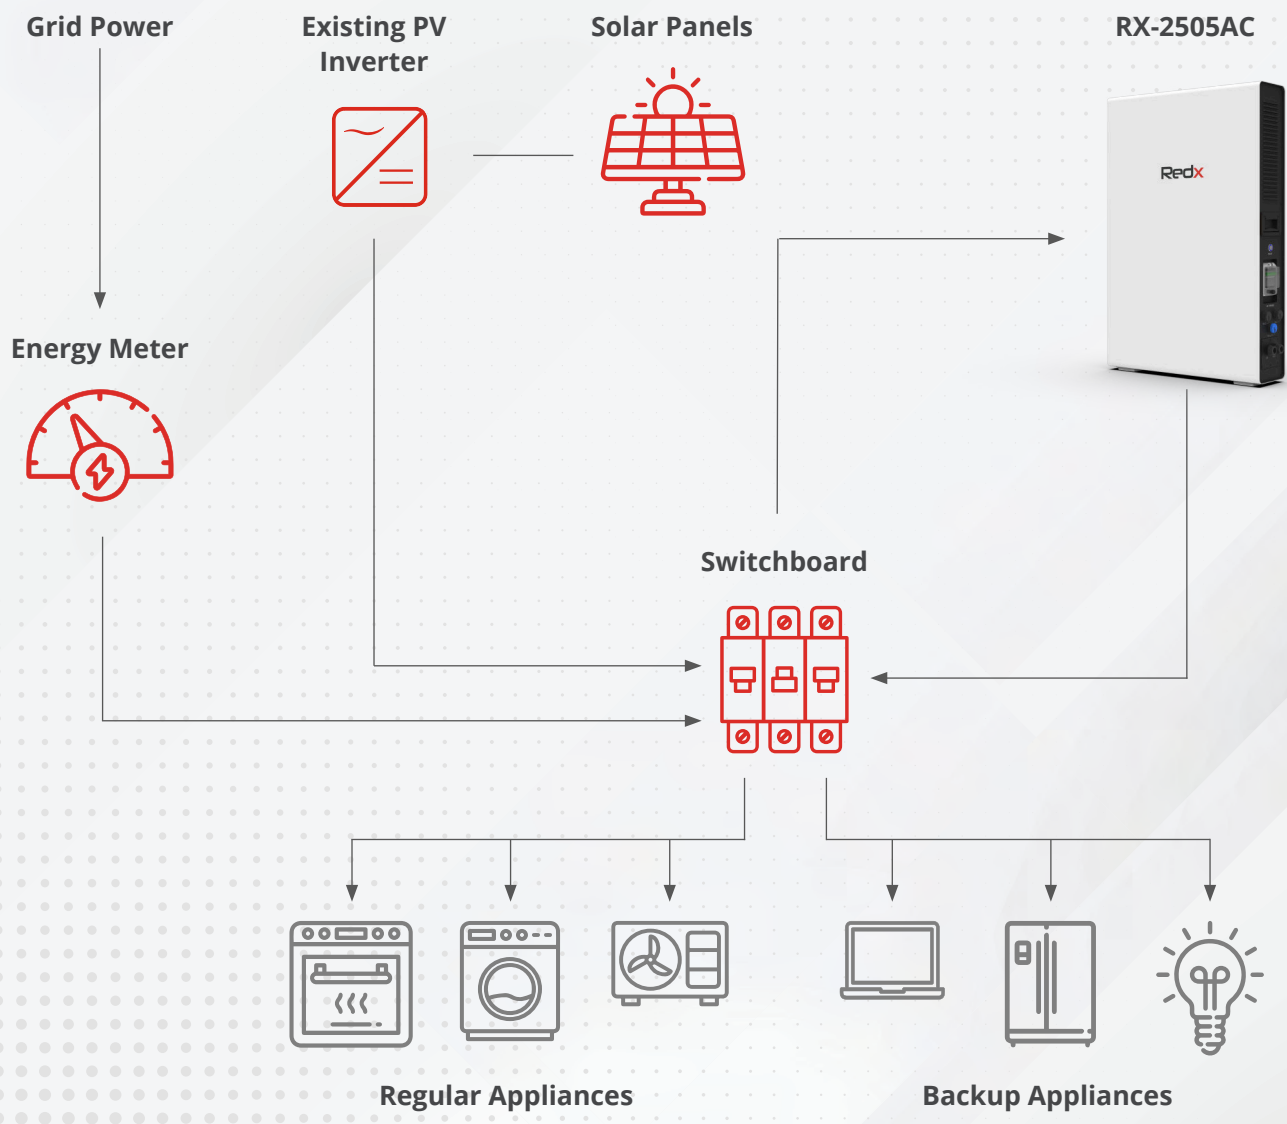 Grid Power
Existing PV
Inverter
Solar Panels
RX-2505AC
Redx
Energy Meter
Switchboard
Regular Appliances
Backup Appliances